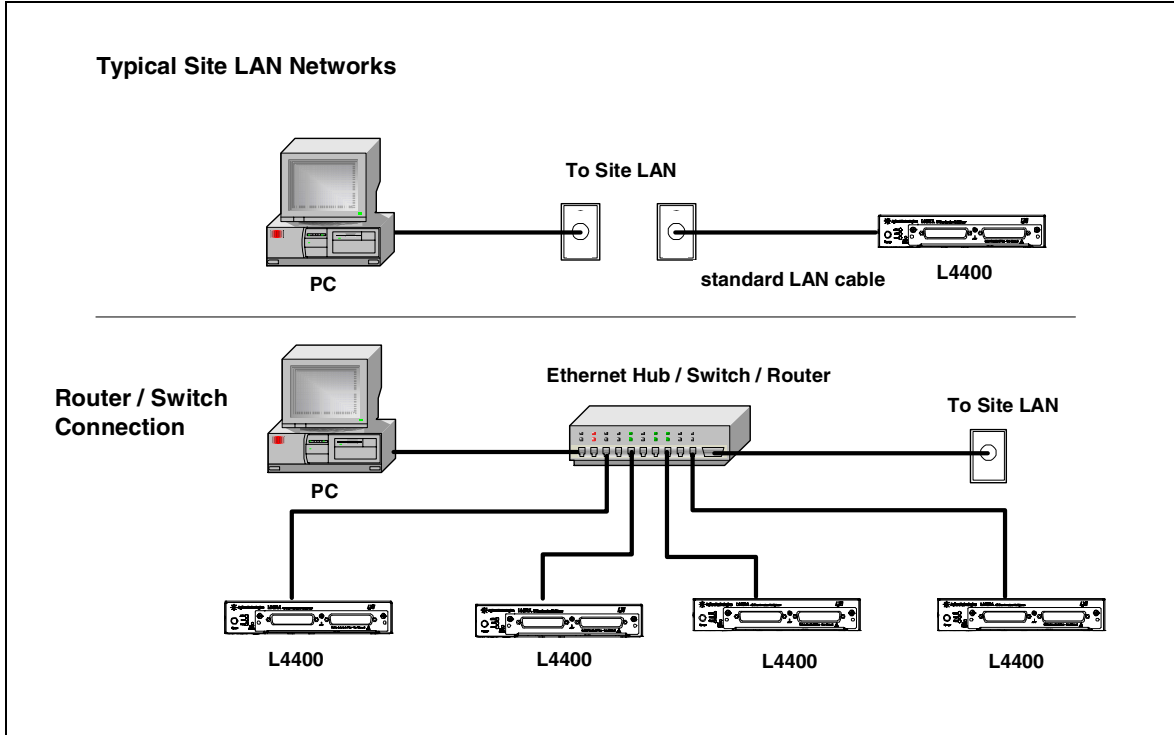 Typical Site LAN Networks
To Site LAN
PC
standard LAN cable
L4400
Router / Switch
Connection
Ethernet Hub / Switch / Router
To Site LAN
PC
L4400
L4400
L4400
L4400